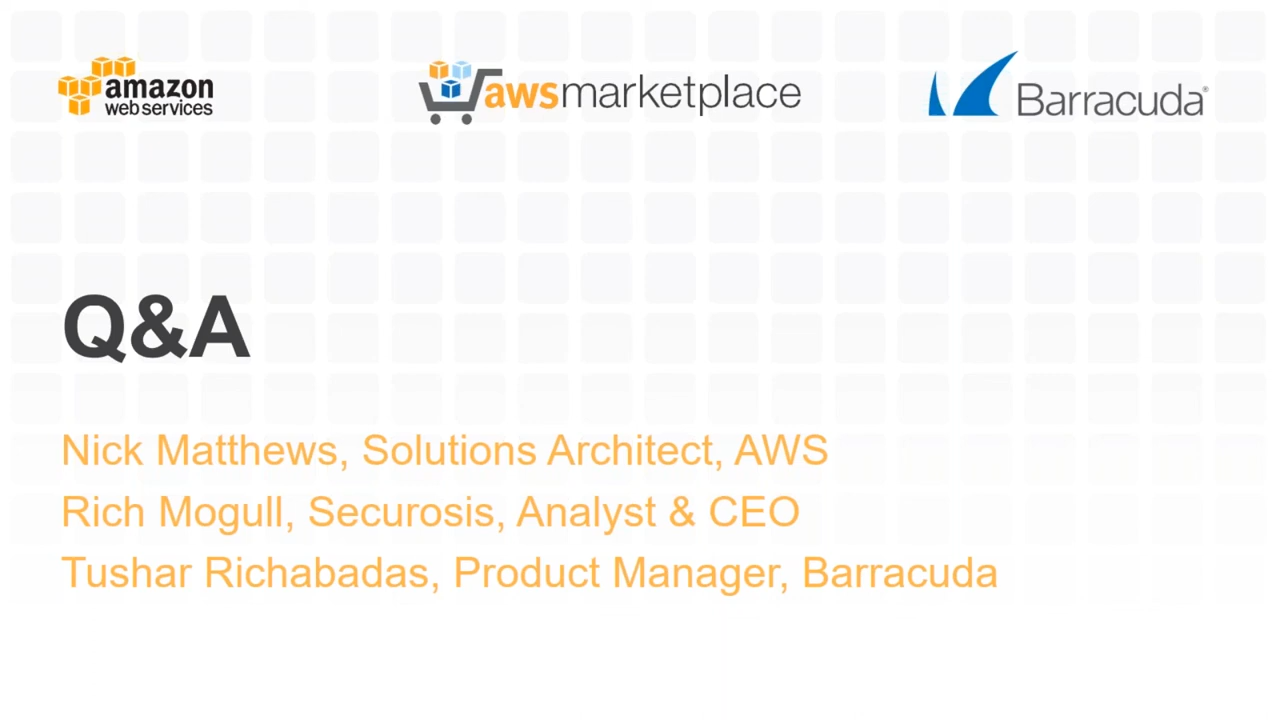 amazon
web services
awsmarketplace
Barracuda®
Q&A
Nick Matthews, Solutions Architect, AWS
Rich Mogull, Securosis, Analyst & CEO
Tushar Richabadas, Product Manager, Barracuda